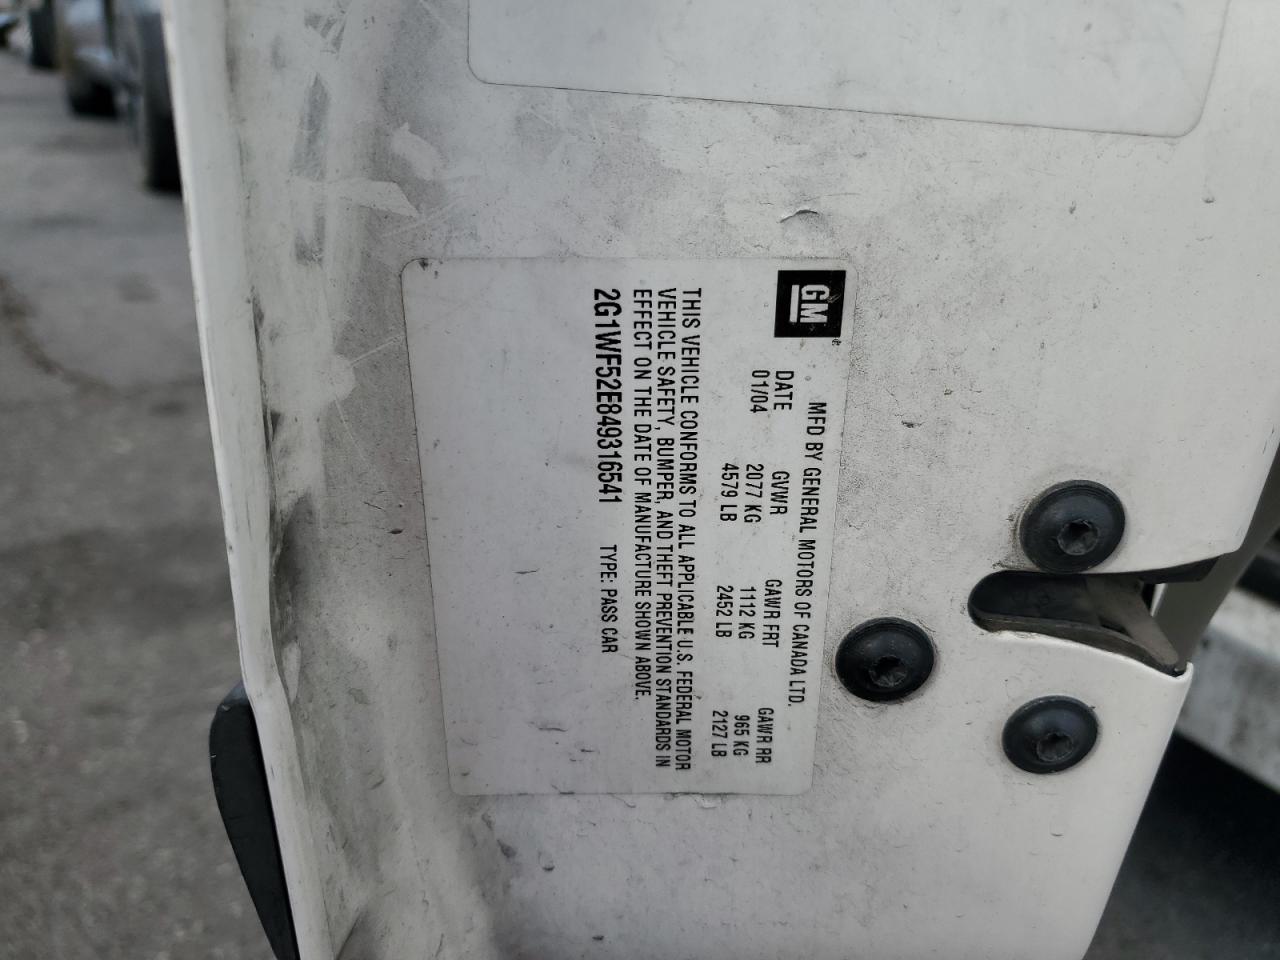 GM
MFD BY GENERAL MOTORS OF CANADA LTD.
DATE GVWR GAWR FRT GAWR RR
01/04 2077 KG 1112 KG 965 KG
4579 LB 2452 LB 2127 LB
THIS VEHICLE CONFORMS TO ALL APPLICABLE U.S. FEDERAL MOTOR
VEHICLE SAFETY, BUMPER, AND THEFT PREVENTION STANDARDS IN
EFFECT ON THE DATE OF MANUFACTURE SHOWN ABOVE.
2G1WF52E849316541 TYPE: PASS CAR